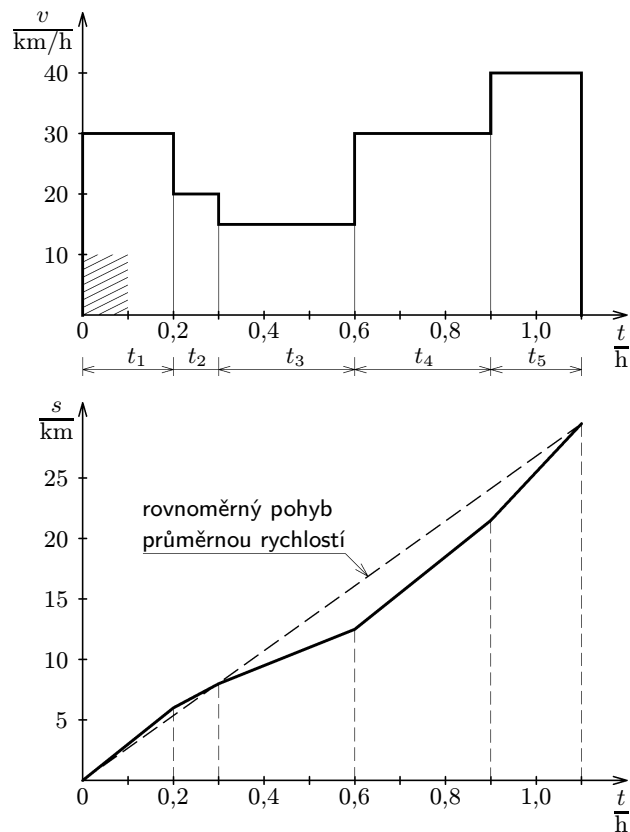 v
km/h
40
30
20
10
0 0,2 0,4 0,6 0,8 1,0 t
h
t1 t2 t3 t4 t5
s
km
25
20
15
10
5
rovnoměrný pohyb
průměrnou rychlostí
0 0,2 0,4 0,6 0,8 1,0 t
h